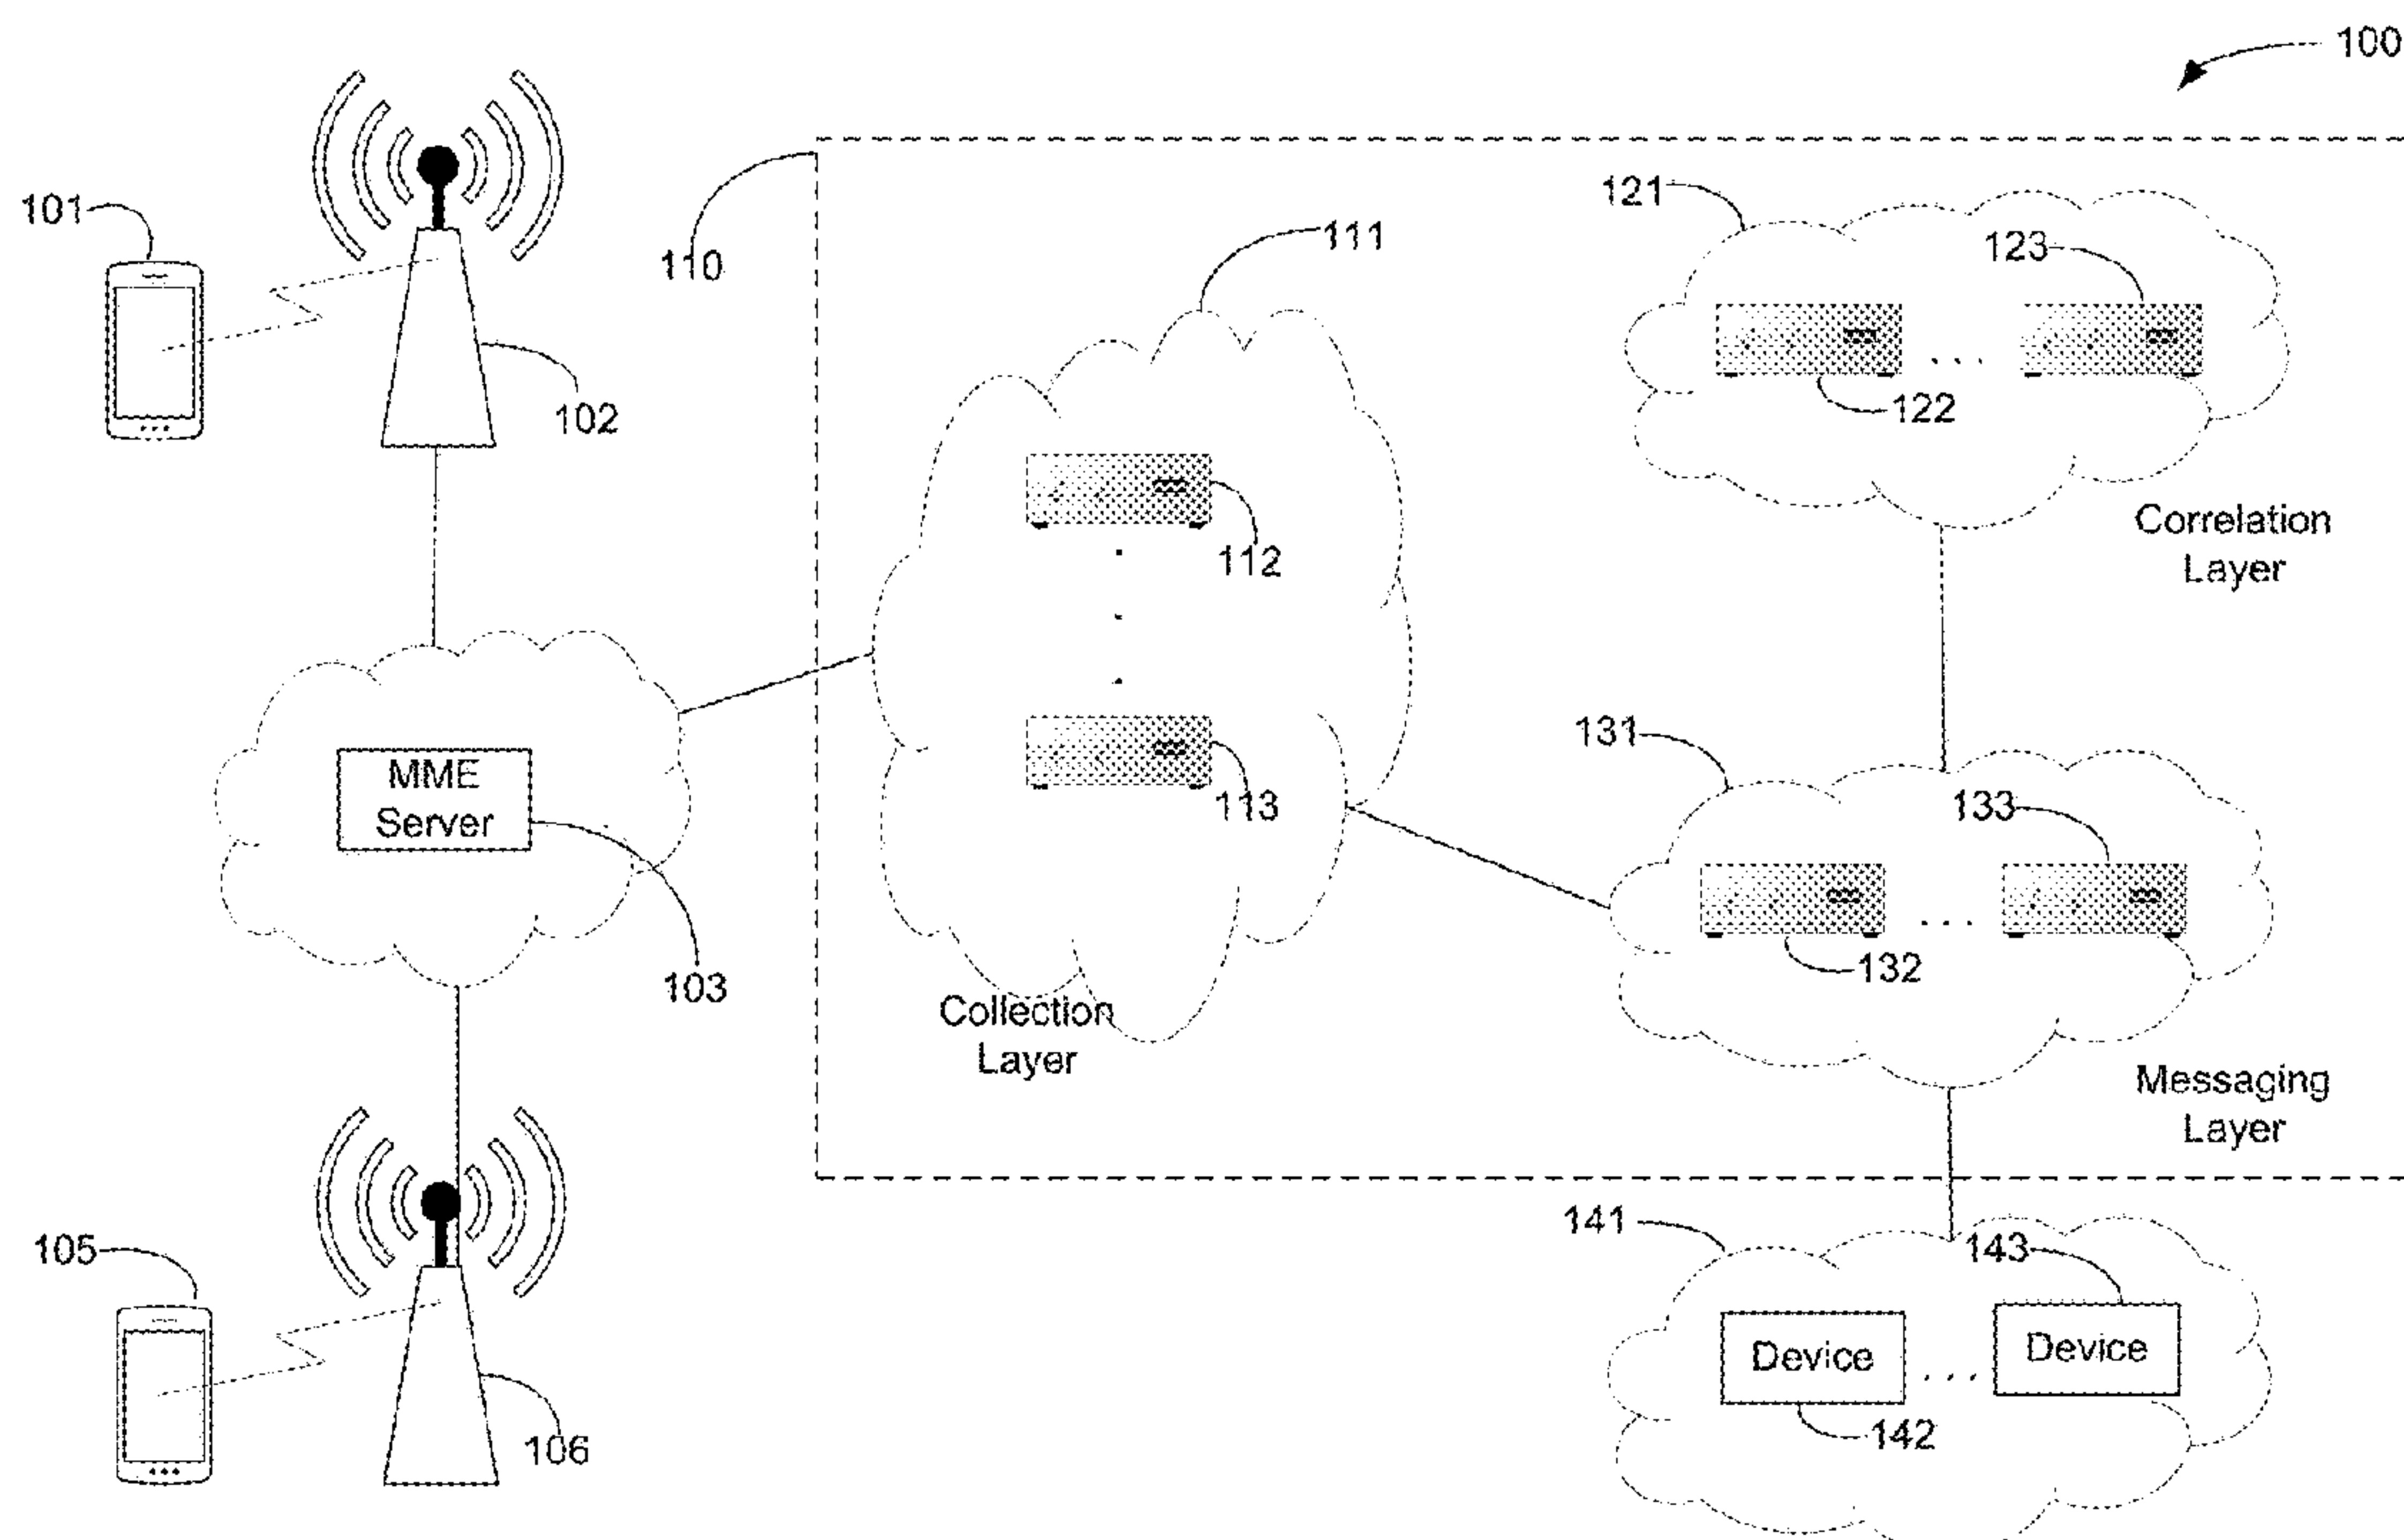 100
101
110
111
121
123
102
122
112
Correlation
Layer
131
MME
Server
113
133
103
132
Collection
Layer
Messaging
Layer
105
141
143
Device
Device
106
142